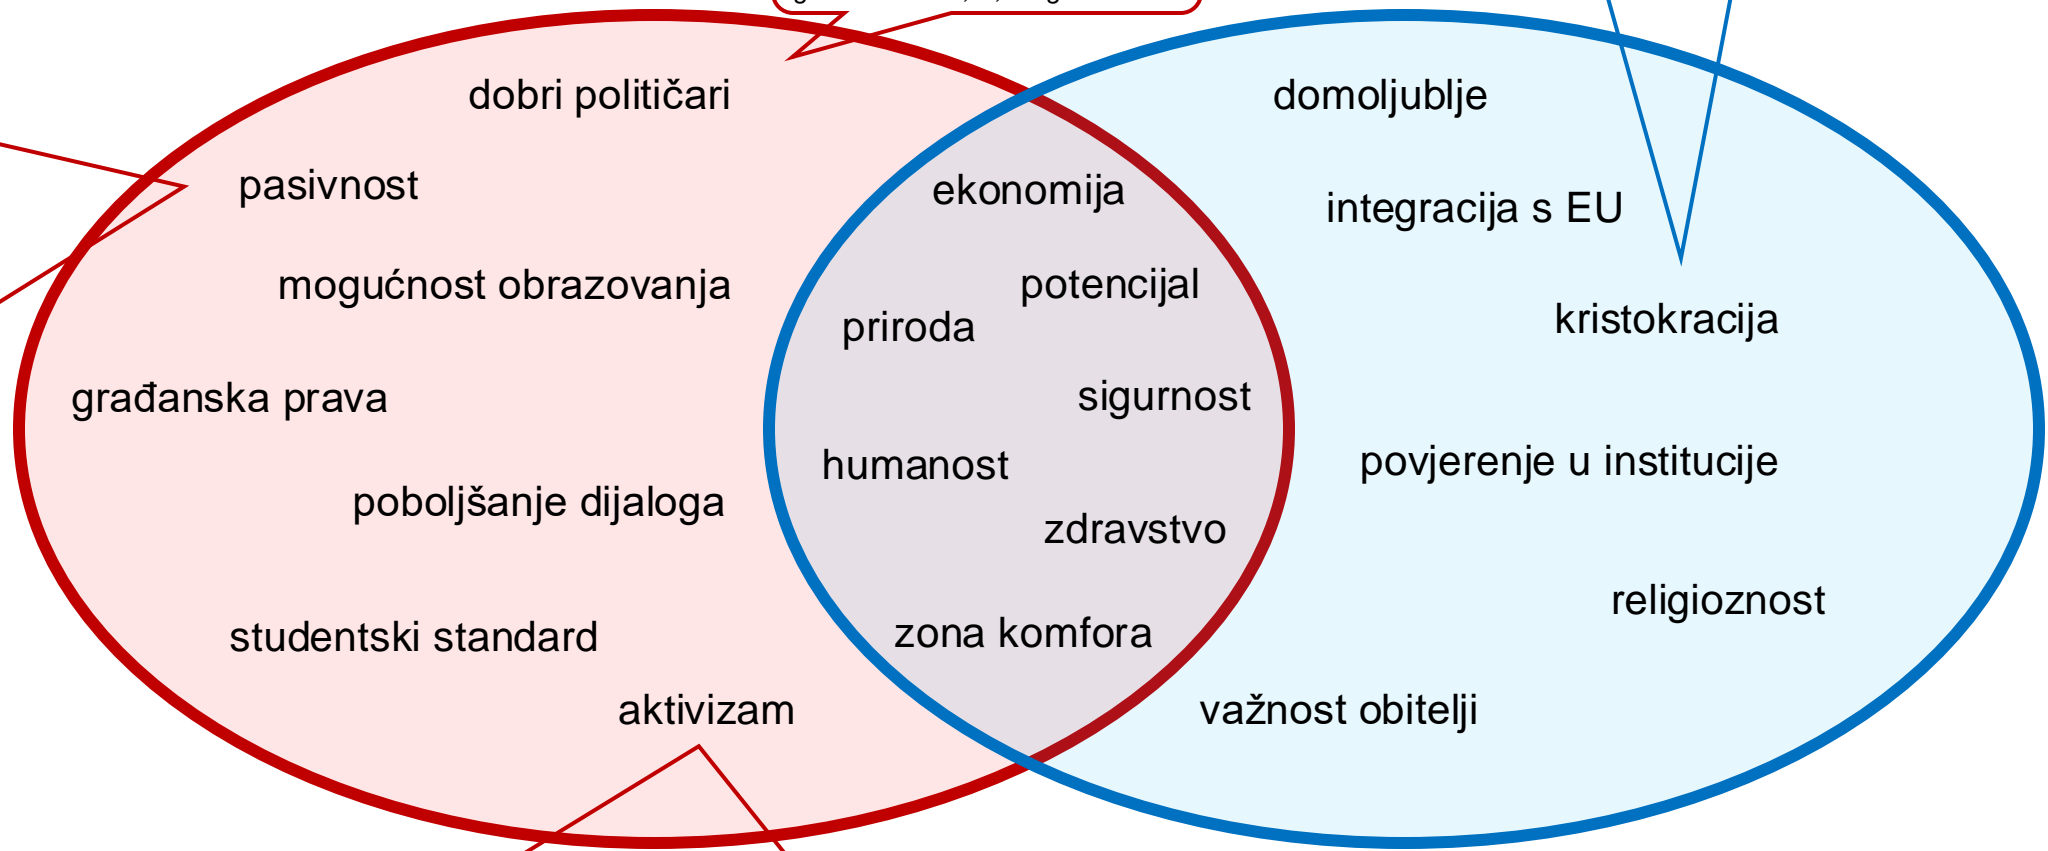 dobri političari
pasivnost
mogućnost obrazovanja
građanska prava
poboljšanje dijaloga
studentski standard
aktivizam
ekonomija
potencijal
priroda
sigurnost
humanost
zdravstvo
zona komfora
domoljublje
integracija s EU
kristokracija
povjerenje u institucije
religioznost
važnost obitelji